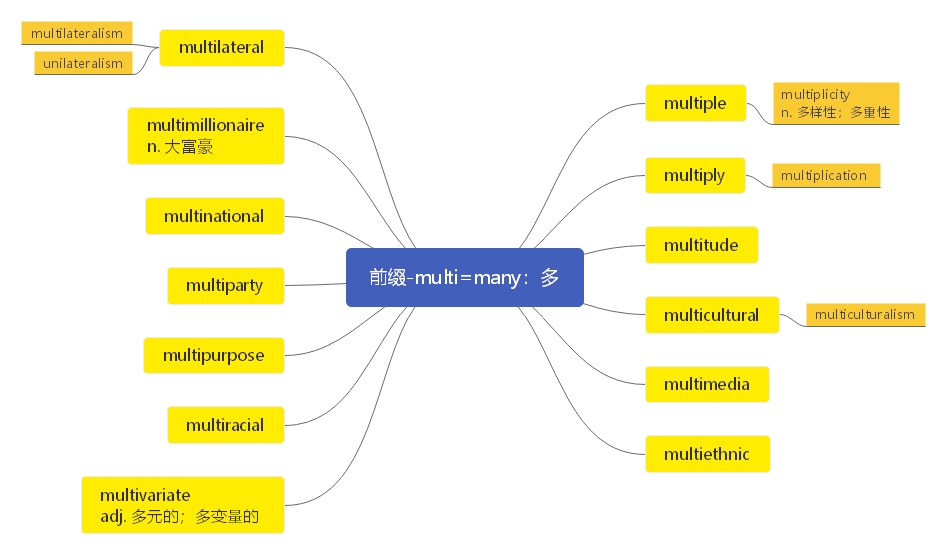 multilateralism
unilateralism
multilateral
multimillionaire
n. 大富豪
multinational
multiparty
multipurpose
multiracial
multivariate
adj. 多元的；多变量的
前缀-multi=many：多
multiple
multiplicity
n. 多样性；多重性
multiply
multiplication
multitude
multicultural
multiculturalism
multimedia
multiethnic